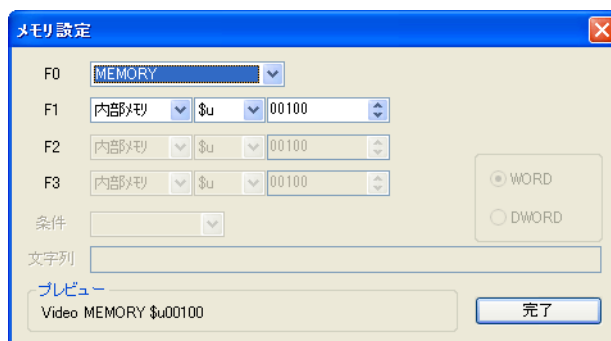 メモリ設定
F0 MEMORY
F1 内部メモリ $u 00100
F2 内部メモリ $u 00100
F3 内部メモリ $u 00100
WORD
条件
DWORD
文字列
プレビュー
Video MEMORY $u00100
完了